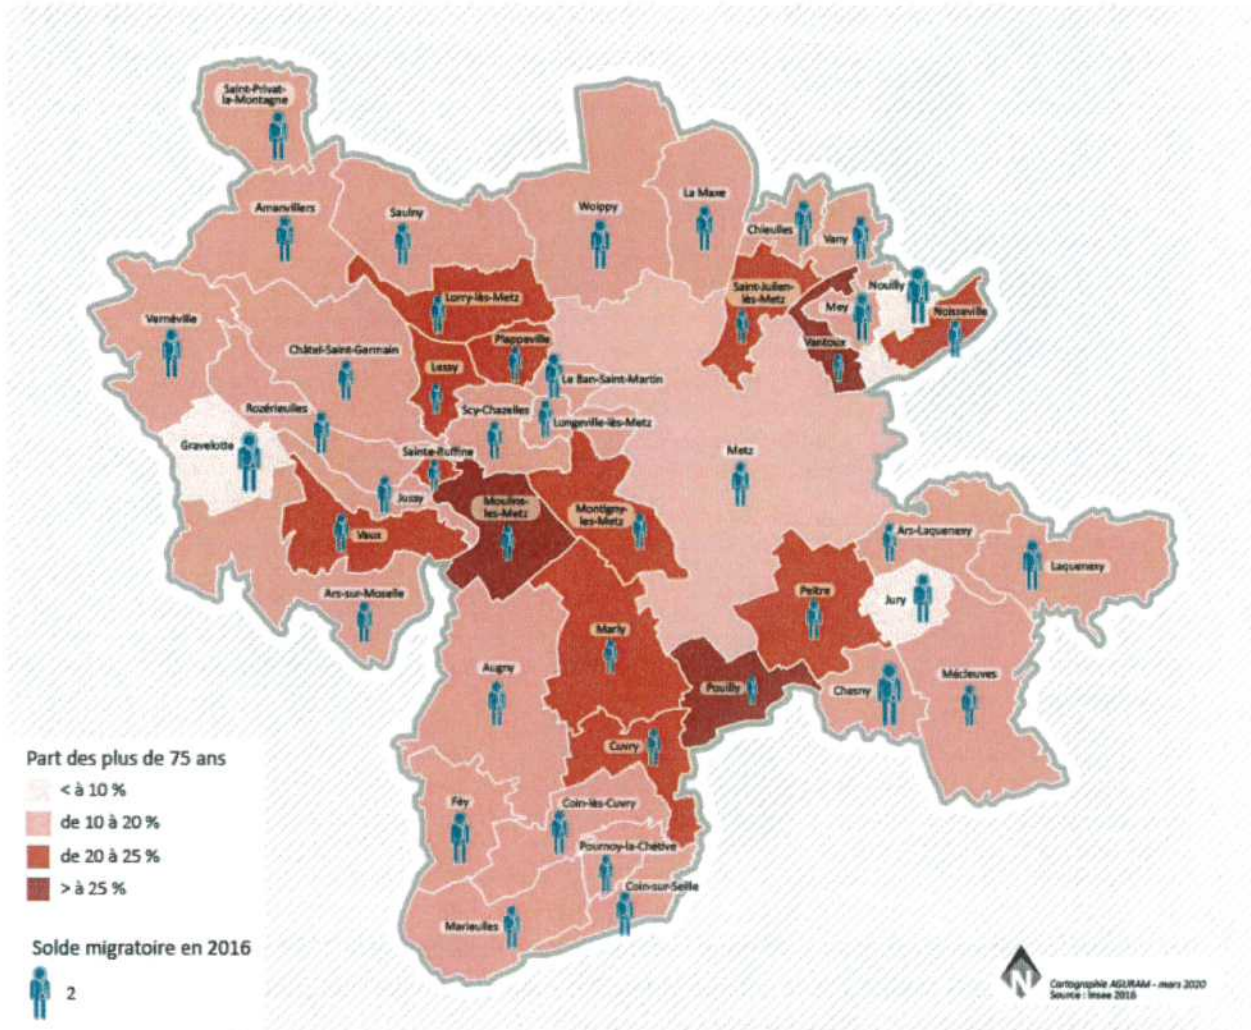 Saint-Privat-
la-Montagne
Amanvillers
Saulny
Woippy
La Maxe
Chieulles
Vany
Nouilly
Saint-Julien-
lès-Metz
Mey
Noisseville
Lorry-lès-Metz
Vernéville
Plappeville
Vantoux
Châtel-Saint-Germain
Lessy
Le Ban-Saint-Martin
Rozérieulles
Scy-Chazelles
Longeville-lès-Metz
Gravelotte
Sainte-Ruffine
Metz
Jussy
Moulins-
les-Metz
Montigny-
les-Metz
Vaux
Ars-Laquenexy
Laquenexy
Ars-sur-Moselle
Peltre
Jury
Marly
Augny
Pouilly
Chesny
Mécleuves
Cuvry
Part des plus de 75 ans
< à 10 %
de 10 à 20 %
de 20 à 25 %
> à 25 %
Féy
Coin-lès-Cuvry
Pournoy-la-Chétive
Coin-sur-Seille
Marieulles
Solde migratoire en 2016
2
N
Cartographie AGURAM - mars 2020
Source : Insee 2016